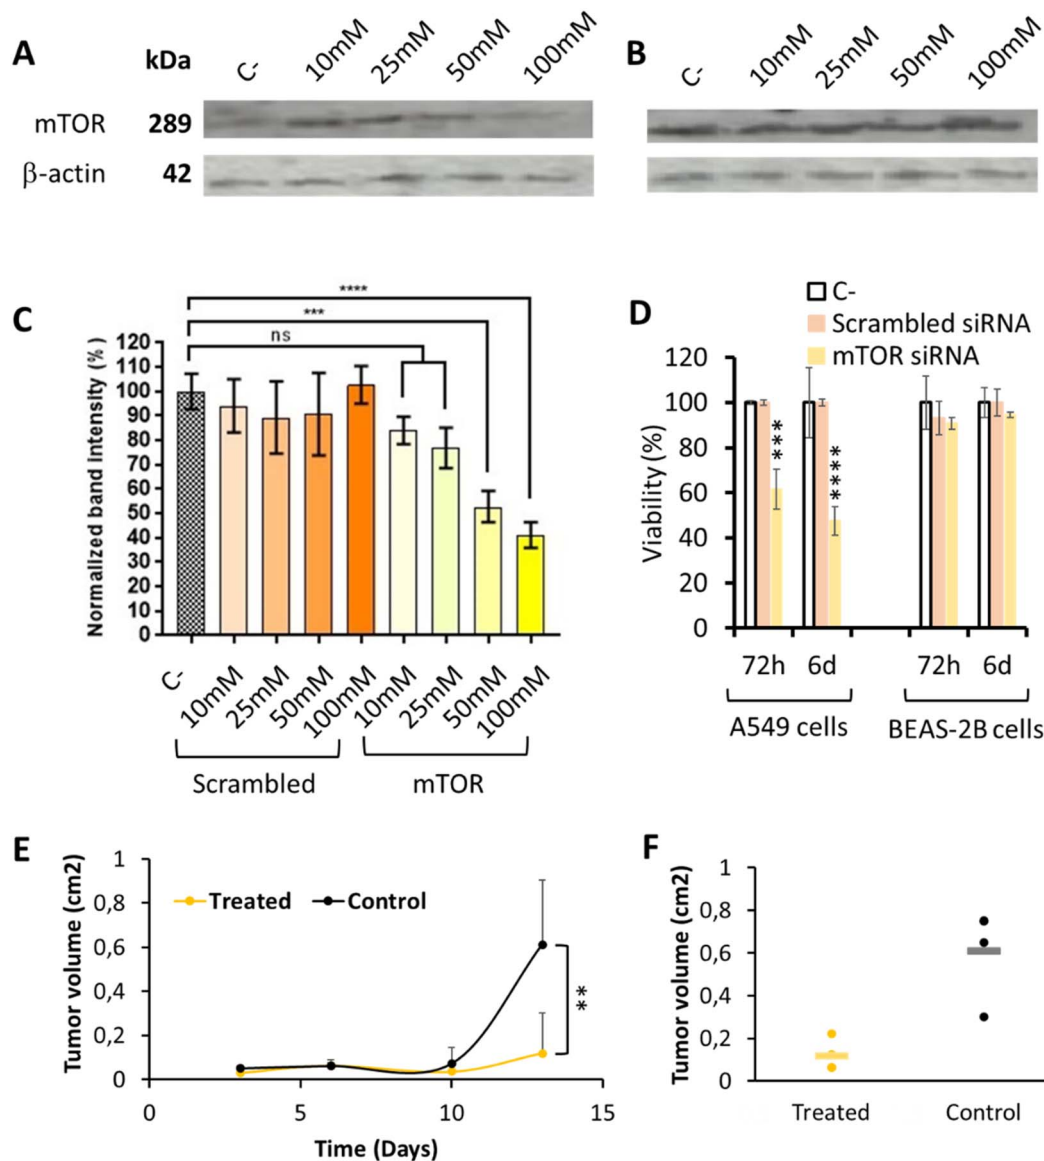 A
kDa
C-
10mM
25mM
50mM
100mM
mTOR
289
β-actin
42
B
C-
10mM
25mM
50mM
100mM
C
****
***
ns
Normalized band intensity (%)
120
110
100
90
80
70
60
50
40
30
20
10
0
C-
10mM
25mM
50mM
100mM
10mM
25mM
50mM
100mM
Scrambled
mTOR
D
C-
Scrambled siRNA
mTOR siRNA
Viability (%)
120
100
80
60
40
20
0
***
****
72h
6d
72h
6d
A549 cells
BEAS-2B cells
E
Tumor volume (cm2)
1
0,8
0,6
0,4
0,2
0
Treated
Control
**
0
5
10
15
Time (Days)
F
Tumor volume (cm2)
1
0,8
0,6
0,4
0,2
0
Treated
Control